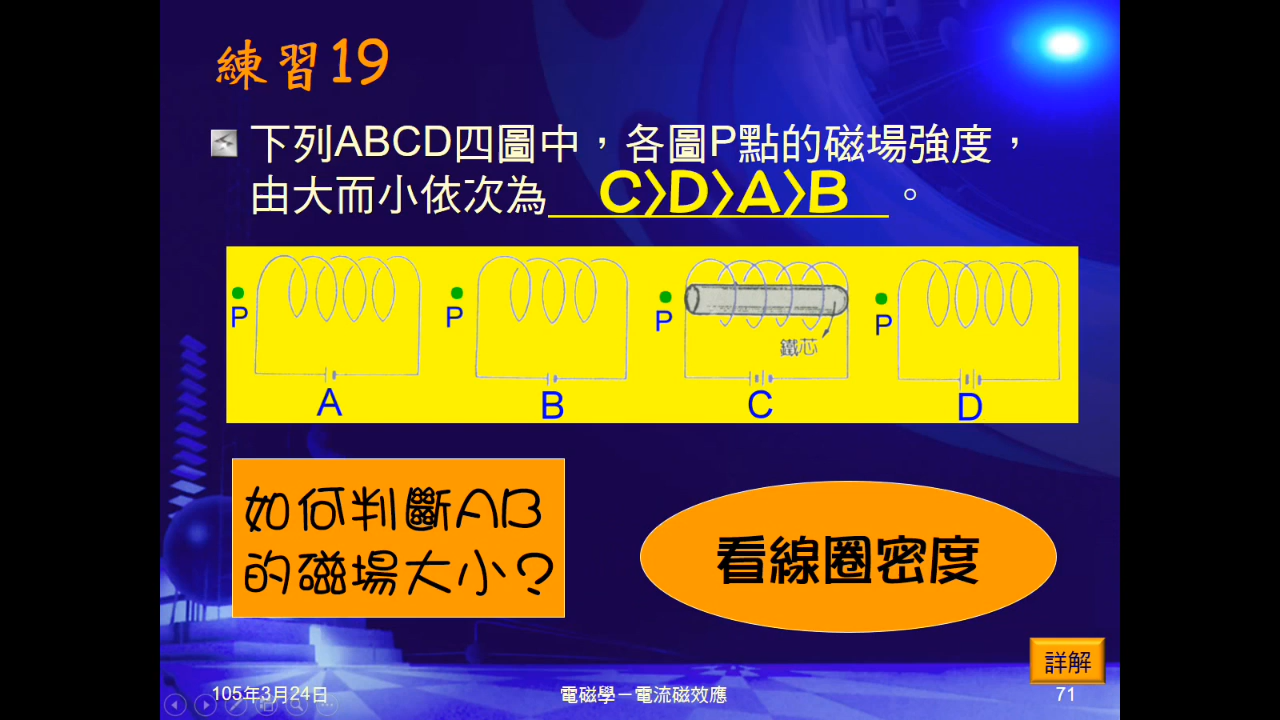 練習19
下列ABCD四圖中，各圖P點的磁場強度，
由大而小依次為 C>D>A>B 。
P
P
P
P
鐵芯
A
B
C
D
如何判斷AB
的磁場大小?
看線圈密度
詳解
105年3月24日
電磁學－電流磁效應
71